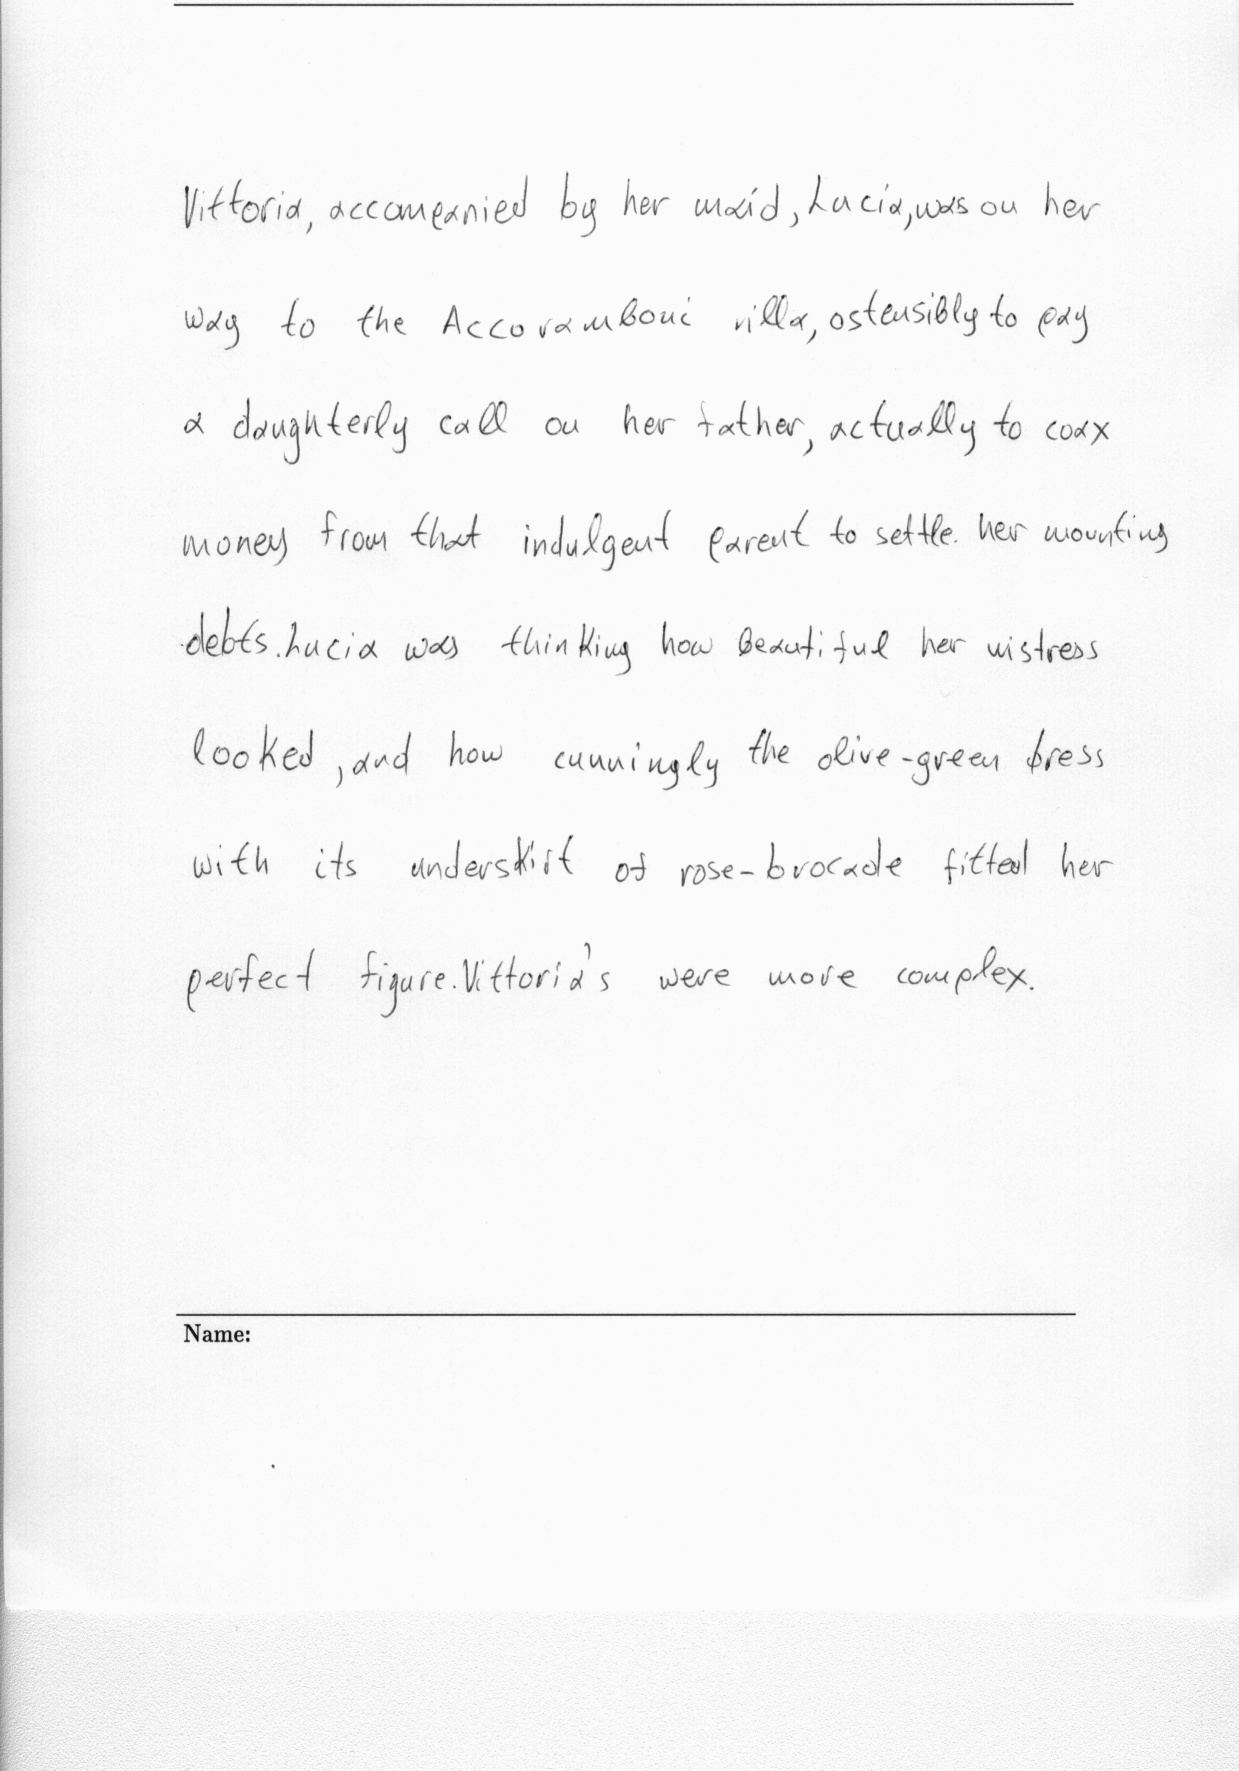 Vittoria, accompanied by her maid, Lucia, was on her
way to the Accoramboni villa, ostensibly to pay
a daughterly call on her father, actually to coax
money from that indulgent parent to settle her mounting
debts. Lucia was thinking how beautiful her mistress
looked, and how cunningly the olive-green dress
with its underskirt of rose-brocade fitted her
perfect figure. Vittoria's were more complex.
Name: